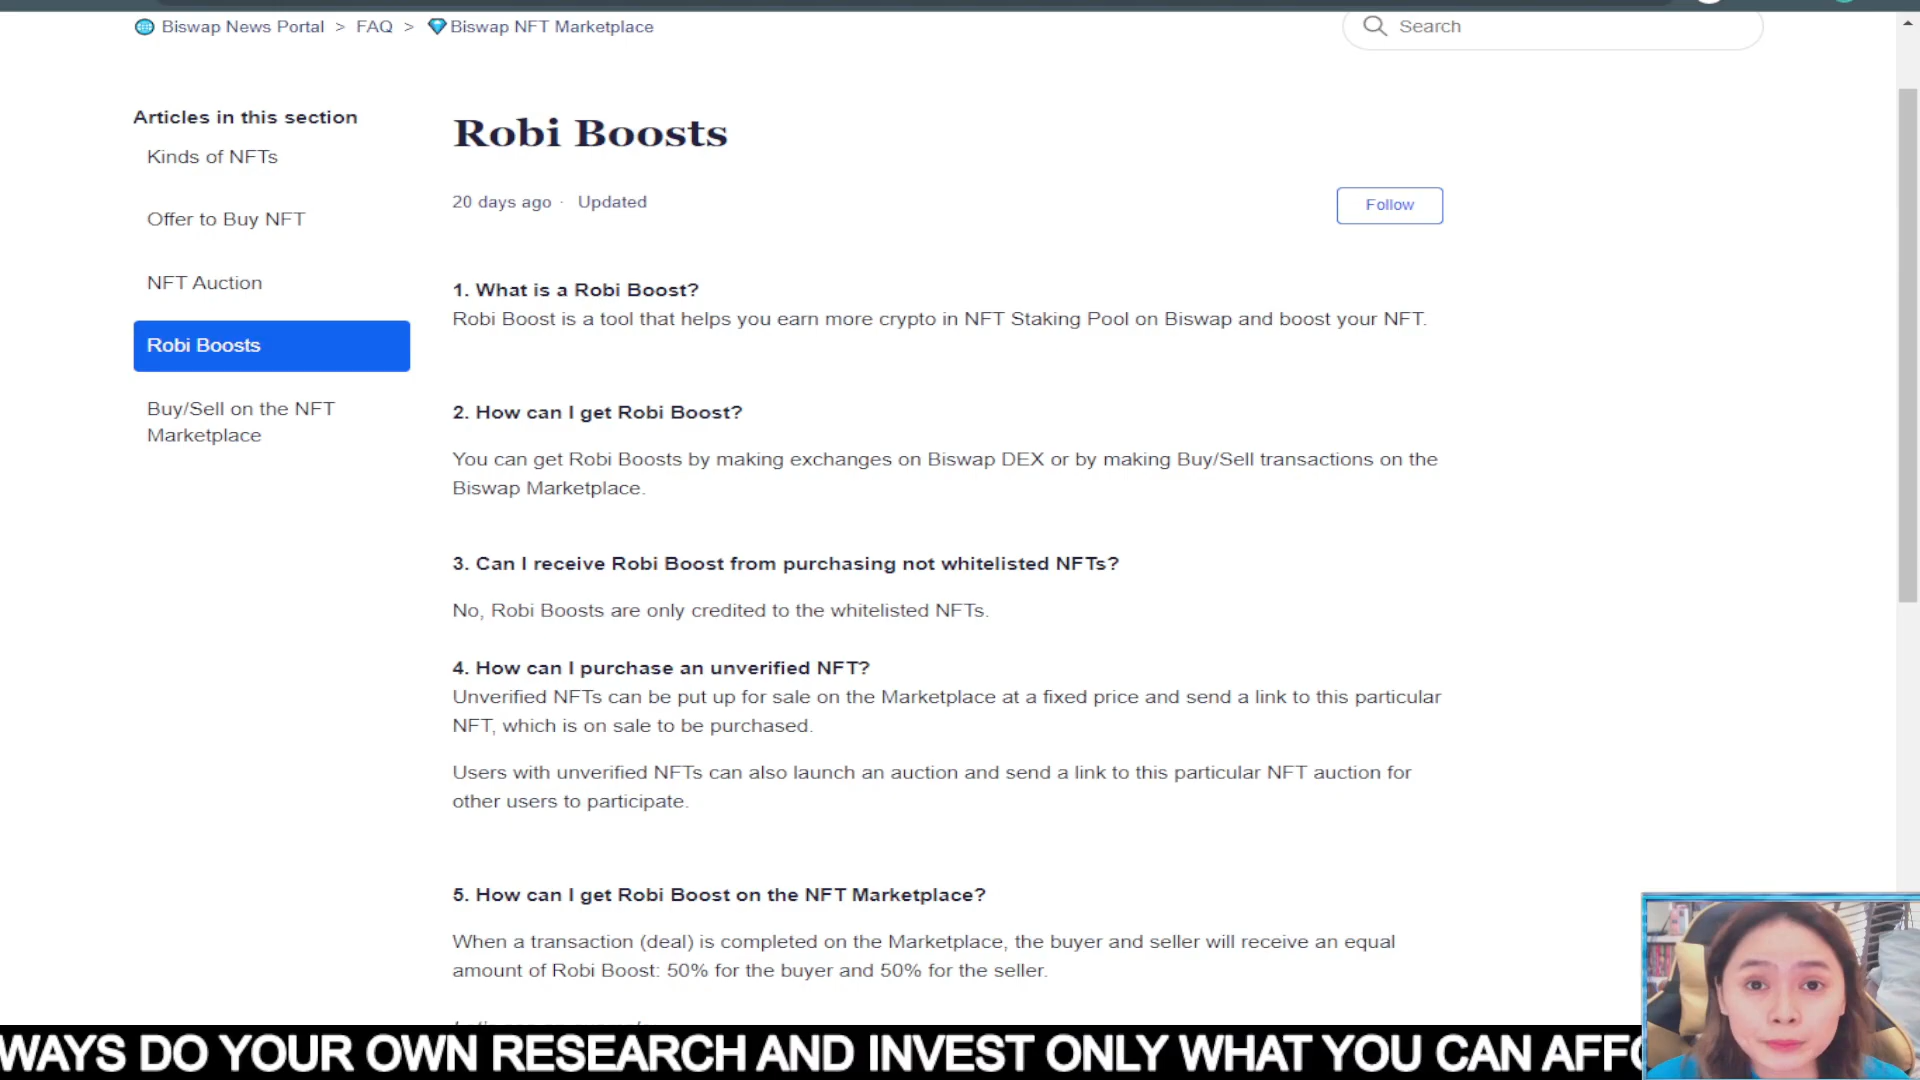 Biswap News Portal > FAQ > Biswap NFT Marketplace
Search
Articles in this section
Kinds of NFTs
Offer to Buy NFT
NFT Auction
Robi Boosts
Buy/Sell on the NFT
Marketplace
Robi Boosts
20 days ago · Updated
Follow
1. What is a Robi Boost?
Robi Boost is a tool that helps you earn more crypto in NFT Staking Pool on Biswap and boost your NFT.
2. How can I get Robi Boost?
You can get Robi Boosts by making exchanges on Biswap DEX or by making Buy/Sell transactions on the
Biswap Marketplace.
3. Can I receive Robi Boost from purchasing not whitelisted NFTs?
No, Robi Boosts are only credited to the whitelisted NFTs.
4. How can I purchase an unverified NFT?
Unverified NFTs can be put up for sale on the Marketplace at a fixed price and send a link to this particular
NFT, which is on sale to be purchased.
Users with unverified NFTs can also launch an auction and send a link to this particular NFT auction for
other users to participate.
5. How can I get Robi Boost on the NFT Marketplace?
When a transaction (deal) is completed on the Marketplace, the buyer and seller will receive an equal
amount of Robi Boost: 50% for the buyer and 50% for the seller.
WAYS DO YOUR OWN RESEARCH AND INVEST ONLY WHAT YOU CAN AFFO